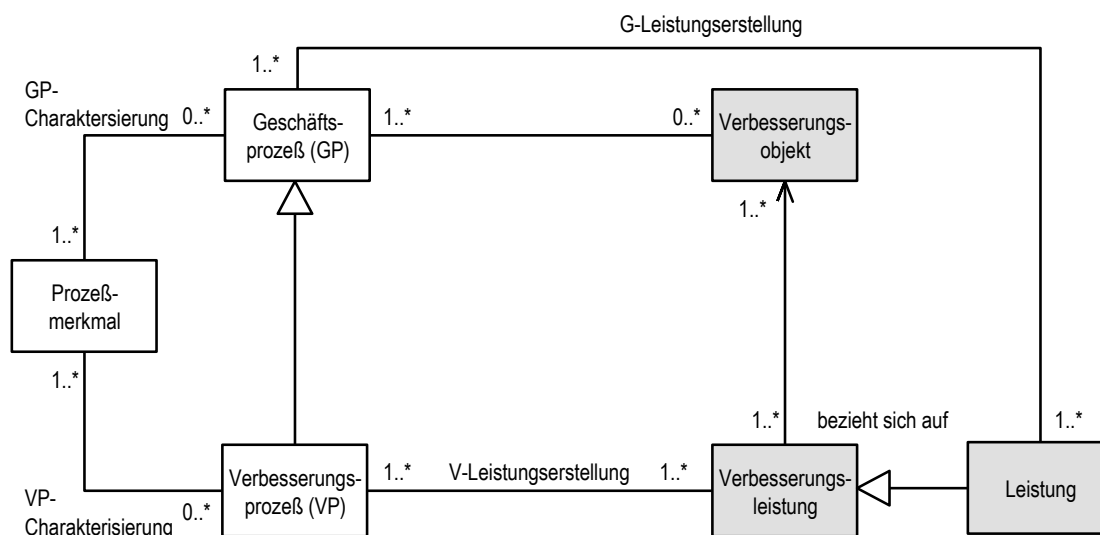 G-Leistungserstellung
1..*
GP-
Charaktersierung
0..*
Geschäfts-
prozeß (GP)
1..*
0..*
Verbesserungs-
objekt
1..*
1..*
Prozeß-
merkmal
1..*
1..*
bezieht sich auf
1..*
Verbesserungs-
prozeß (VP)
1..*
V-Leistungserstellung
1..*
Verbesserungs-
leistung
Leistung
VP-
Charakterisierung
0..*